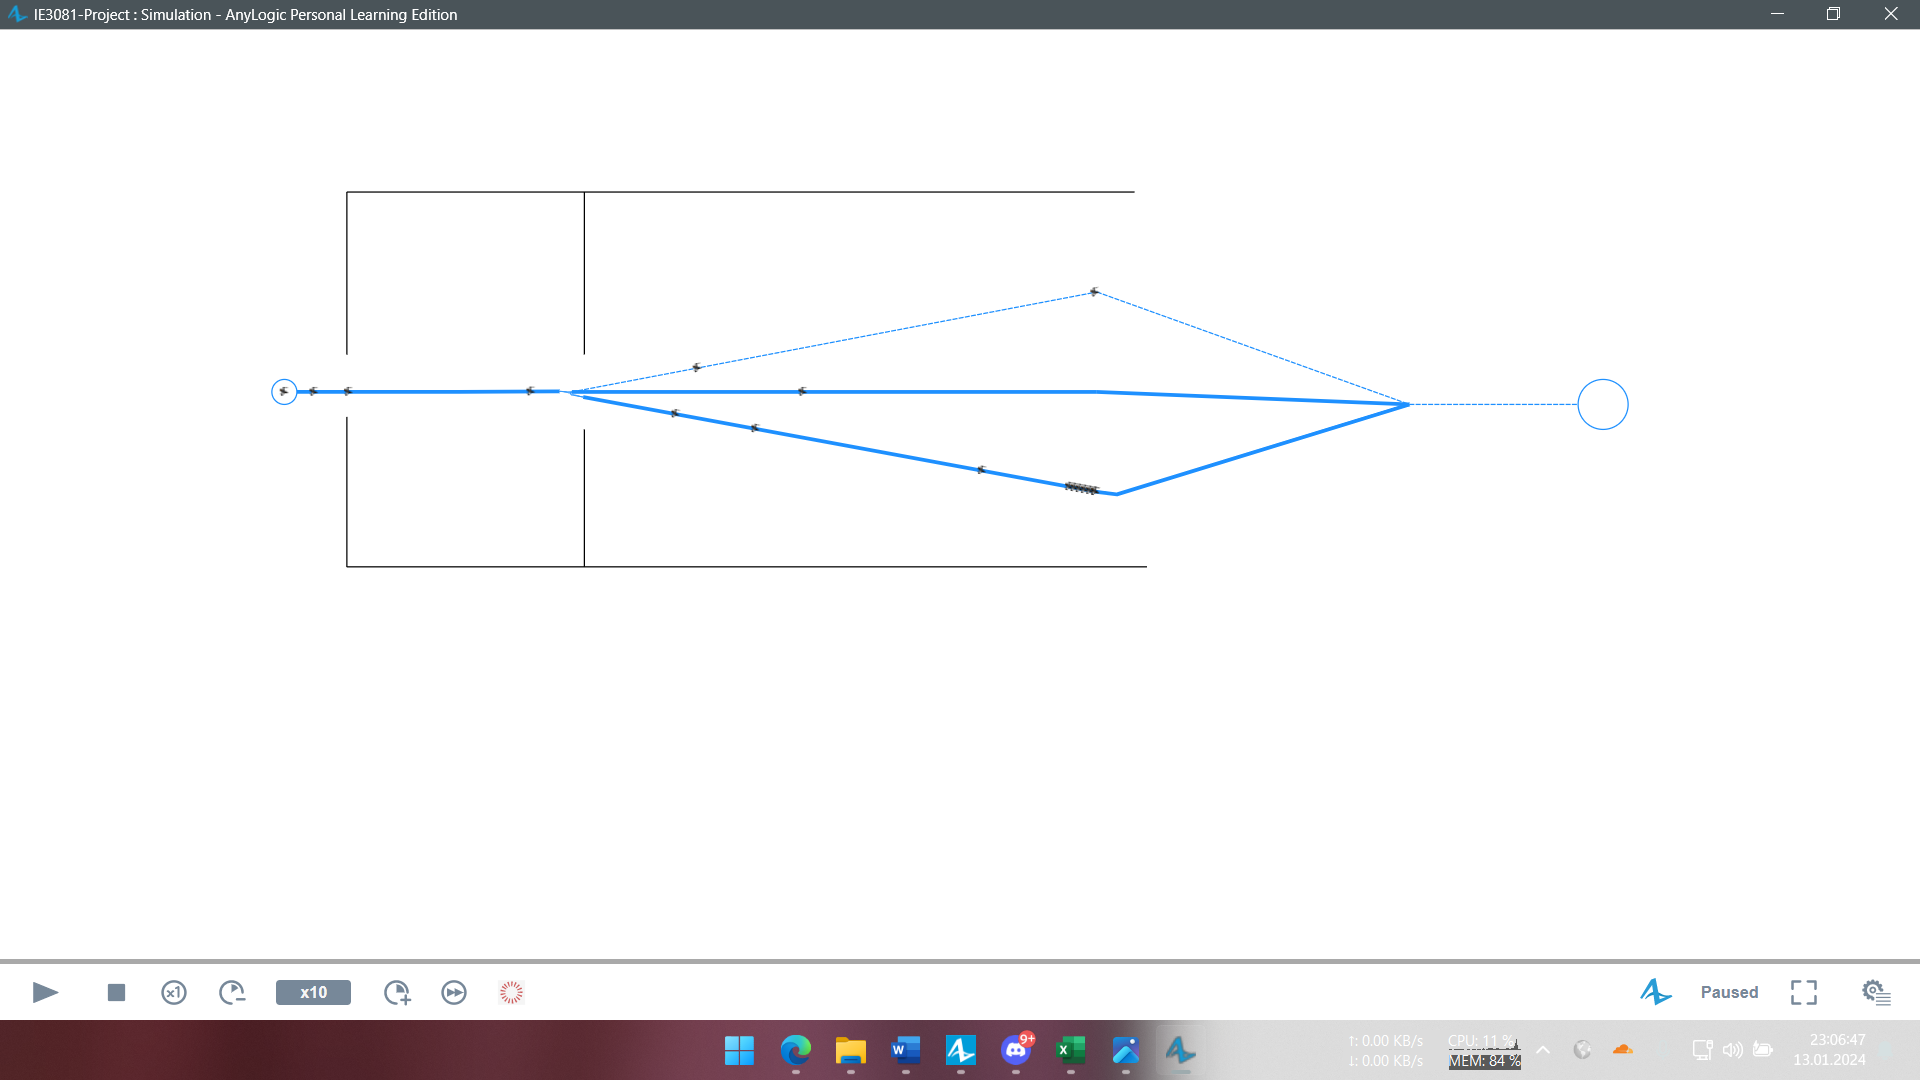 IE3081-Project : Simulation - AnyLogic Personal Learning Edition
x1
x10
Paused
W
9+
X
↑: 0.00 KB/s
↓: 0.00 KB/s
CPU: 11 %
MEM: 84 %
23:06:47
13.01.2024